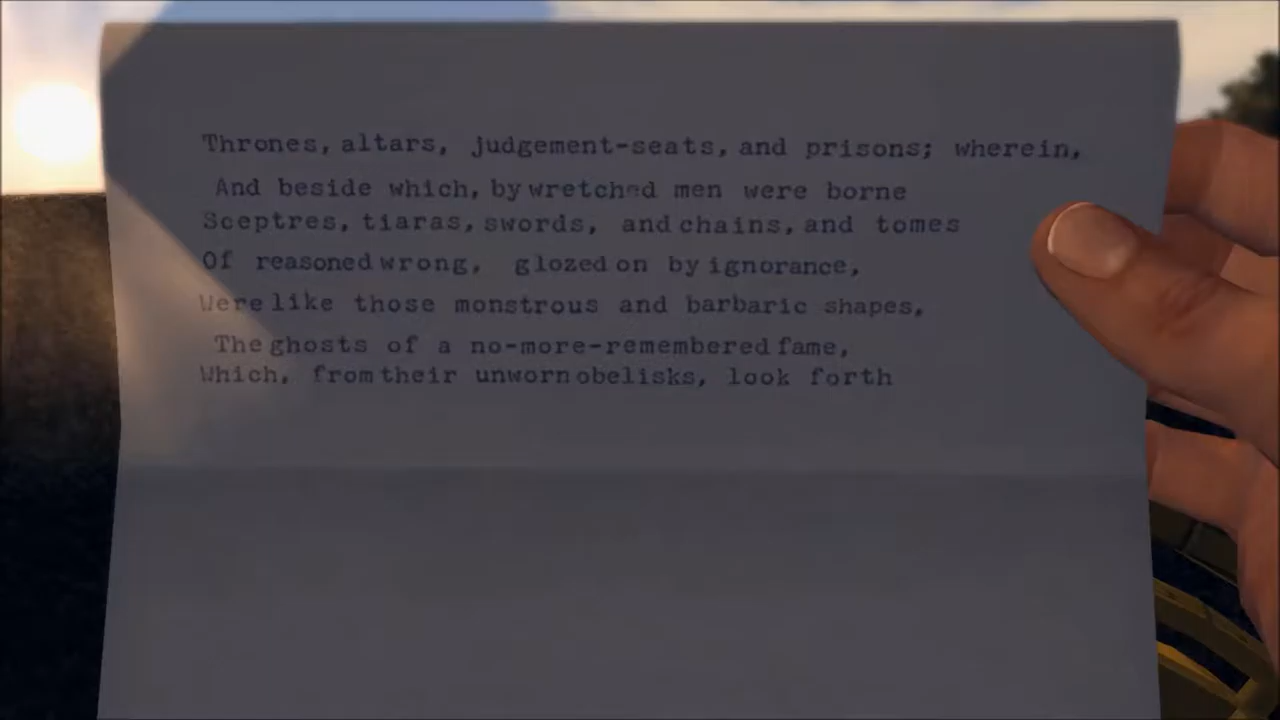 Thrones, altars, judgement-seats, and prisons; wherein,
And beside which, by wretched men were borne
Sceptres, tiaras, swords, and chains, and tomes
Of reasoned wrong, glozed on by ignorance,
Were like those monstrous and barbaric shapes,
The ghosts of a no-more-remembered fame,
Which, from their unworn obelisks, look forth